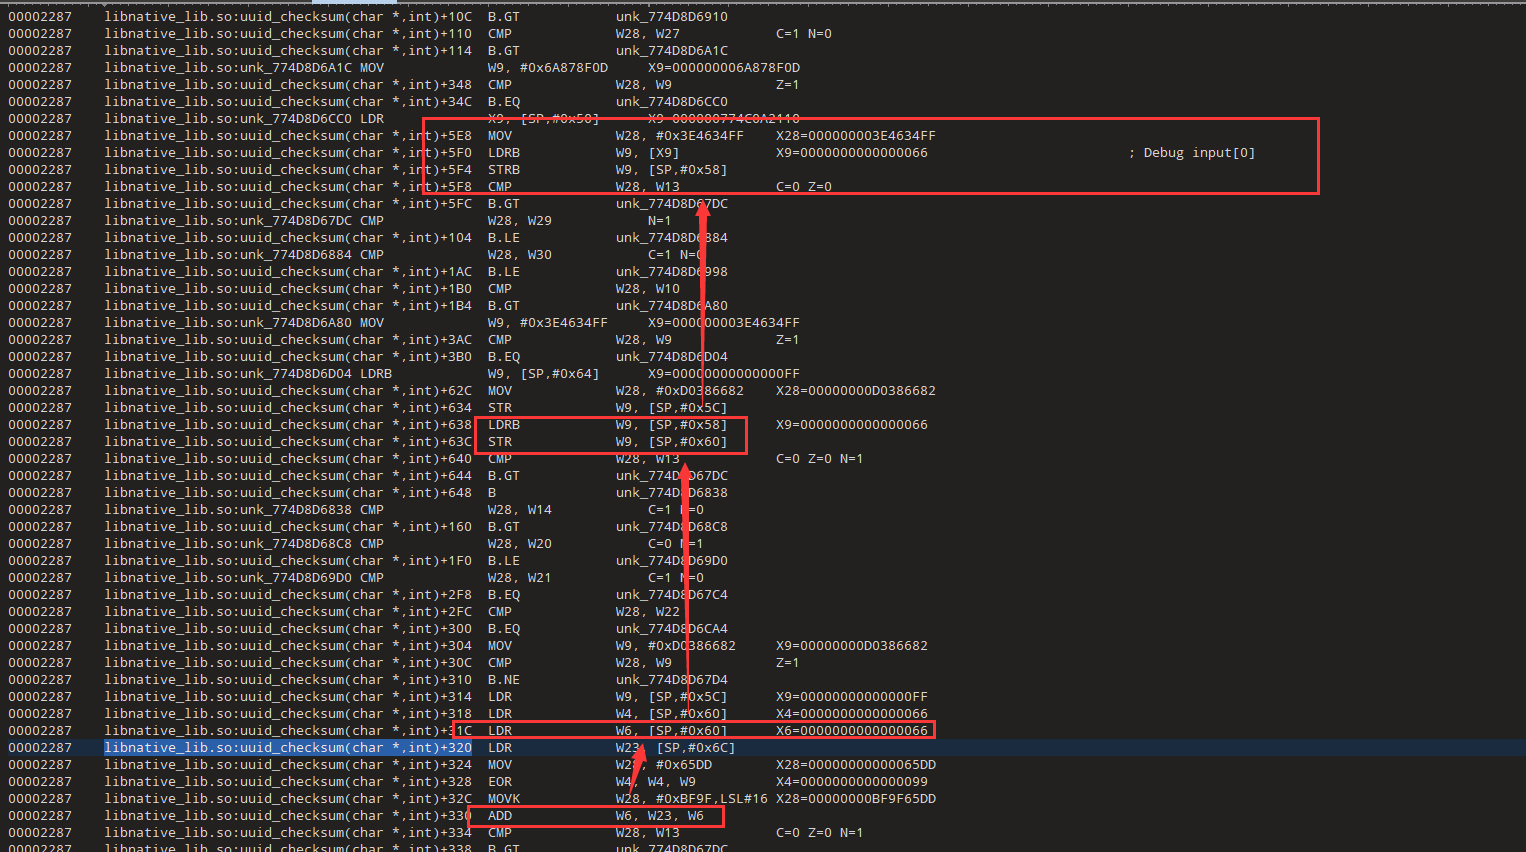 00002287 libnative_lib.so:uuid_checksum(char *,int)+10C B.GT unk_774D8D6910
00002287 libnative_lib.so:uuid_checksum(char *,int)+110 CMP W28, W27 C=1 N=0
00002287 libnative_lib.so:uuid_checksum(char *,int)+114 B.GT unk_774D8D6A1C
00002287 libnative_lib.so:unk_774D8D6A1C MOV W9, #0x6A878F0D X9=000000006A878F0D
00002287 libnative_lib.so:uuid_checksum(char *,int)+348 CMP W28, W9 Z=1
00002287 libnative_lib.so:uuid_checksum(char *,int)+34C B.EQ unk_774D8D6CC0
00002287 libnative_lib.so:unk_774D8D6CC0 LDR X9, [SP,#0x50]
00002287 libnative_lib.so:uuid_checksum(char *,int)+5E8 MOV W28, #0x3E4634FF X28=000000003E4634FF
00002287 libnative_lib.so:uuid_checksum(char *,int)+5F0 LDRB W9, [X9] X9=0000000000000066 ; Debug input[0]
00002287 libnative_lib.so:uuid_checksum(char *,int)+5F4 STRB W9, [SP,#0x58]
00002287 libnative_lib.so:uuid_checksum(char *,int)+5F8 CMP W28, W13 C=0 Z=0
00002287 libnative_lib.so:uuid_checksum(char *,int)+5FC B.GT unk_774D8D67DC
00002287 libnative_lib.so:unk_774D8D67DC CMP W28, W29 N=1
00002287 libnative_lib.so:uuid_checksum(char *,int)+104 B.LE unk_774D8D6884
00002287 libnative_lib.so:unk_774D8D6884 CMP W28, W30 C=1 N=0
00002287 libnative_lib.so:uuid_checksum(char *,int)+1AC B.LE unk_774D8D6998
00002287 libnative_lib.so:uuid_checksum(char *,int)+1B0 CMP W28, W10
00002287 libnative_lib.so:uuid_checksum(char *,int)+1B4 B.GT unk_774D8D6A80
00002287 libnative_lib.so:unk_774D8D6A80 MOV W9, #0x3E4634FF X9=000000003E4634FF
00002287 libnative_lib.so:uuid_checksum(char *,int)+3AC CMP W28, W9 Z=1
00002287 libnative_lib.so:uuid_checksum(char *,int)+3B0 B.EQ unk_774D8D6D04
00002287 libnative_lib.so:unk_774D8D6D04 LDRB W9, [SP,#0x64] X9=00000000000000FF
00002287 libnative_lib.so:uuid_checksum(char *,int)+62C MOV W28, #0xD0386682 X28=00000000D0386682
00002287 libnative_lib.so:uuid_checksum(char *,int)+634 STR W9, [SP,#0x5C]
00002287 libnative_lib.so:uuid_checksum(char *,int)+638 LDRB W9, [SP,#0x58] X9=0000000000000066
00002287 libnative_lib.so:uuid_checksum(char *,int)+63C STR W9, [SP,#0x60]
00002287 libnative_lib.so:uuid_checksum(char *,int)+640 CMP W28, W13 C=0 Z=0 N=1
00002287 libnative_lib.so:uuid_checksum(char *,int)+644 B.GT unk_774D8D67DC
00002287 libnative_lib.so:uuid_checksum(char *,int)+648 B unk_774D8D6838
00002287 libnative_lib.so:unk_774D8D6838 CMP W28, W14 C=1 N=0
00002287 libnative_lib.so:uuid_checksum(char *,int)+160 B.GT unk_774D8D68C8
00002287 libnative_lib.so:unk_774D8D68C8 CMP W28, W20 C=0 N=1
00002287 libnative_lib.so:uuid_checksum(char *,int)+1F0 B.LE unk_774D8D69D0
00002287 libnative_lib.so:unk_774D8D69D0 CMP W28, W21 C=1 N=0
00002287 libnative_lib.so:uuid_checksum(char *,int)+2F8 B.EQ unk_774D8D67C4
00002287 libnative_lib.so:uuid_checksum(char *,int)+2FC CMP W28, W22
00002287 libnative_lib.so:uuid_checksum(char *,int)+300 B.EQ unk_774D8D6CA4
00002287 libnative_lib.so:uuid_checksum(char *,int)+304 MOV W9, #0xD0386682 X9=00000000D0386682
00002287 libnative_lib.so:uuid_checksum(char *,int)+30C CMP W28, W9 Z=1
00002287 libnative_lib.so:uuid_checksum(char *,int)+310 B.NE unk_774D8D67D4
00002287 libnative_lib.so:uuid_checksum(char *,int)+314 LDR W9, [SP,#0x5C] X9=00000000000000FF
00002287 libnative_lib.so:uuid_checksum(char *,int)+318 LDR W4, [SP,#0x60] X4=0000000000000066
00002287 libnative_lib.so:uuid_checksum(char *,int)+31C LDR W6, [SP,#0x60] X6=0000000000000066
00002287 libnative_lib.so:uuid_checksum(char *,int)+320 LDR W23, [SP,#0x6C]
00002287 libnative_lib.so:uuid_checksum(char *,int)+324 MOV W28, #0x65DD X28=00000000000065DD
00002287 libnative_lib.so:uuid_checksum(char *,int)+328 EOR W4, W4, W9 X4=0000000000000099
00002287 libnative_lib.so:uuid_checksum(char *,int)+32C MOVK W28, #0xBF9F,LSL#16 X28=00000000BF9F65DD
00002287 libnative_lib.so:uuid_checksum(char *,int)+330 ADD W6, W23, W6
00002287 libnative_lib.so:uuid_checksum(char *,int)+334 CMP W28, W13 C=0 Z=0 N=1
00002287 libnative_lib.so:uuid_checksum(char *,int)+338 B.GT unk_774D8D67DC